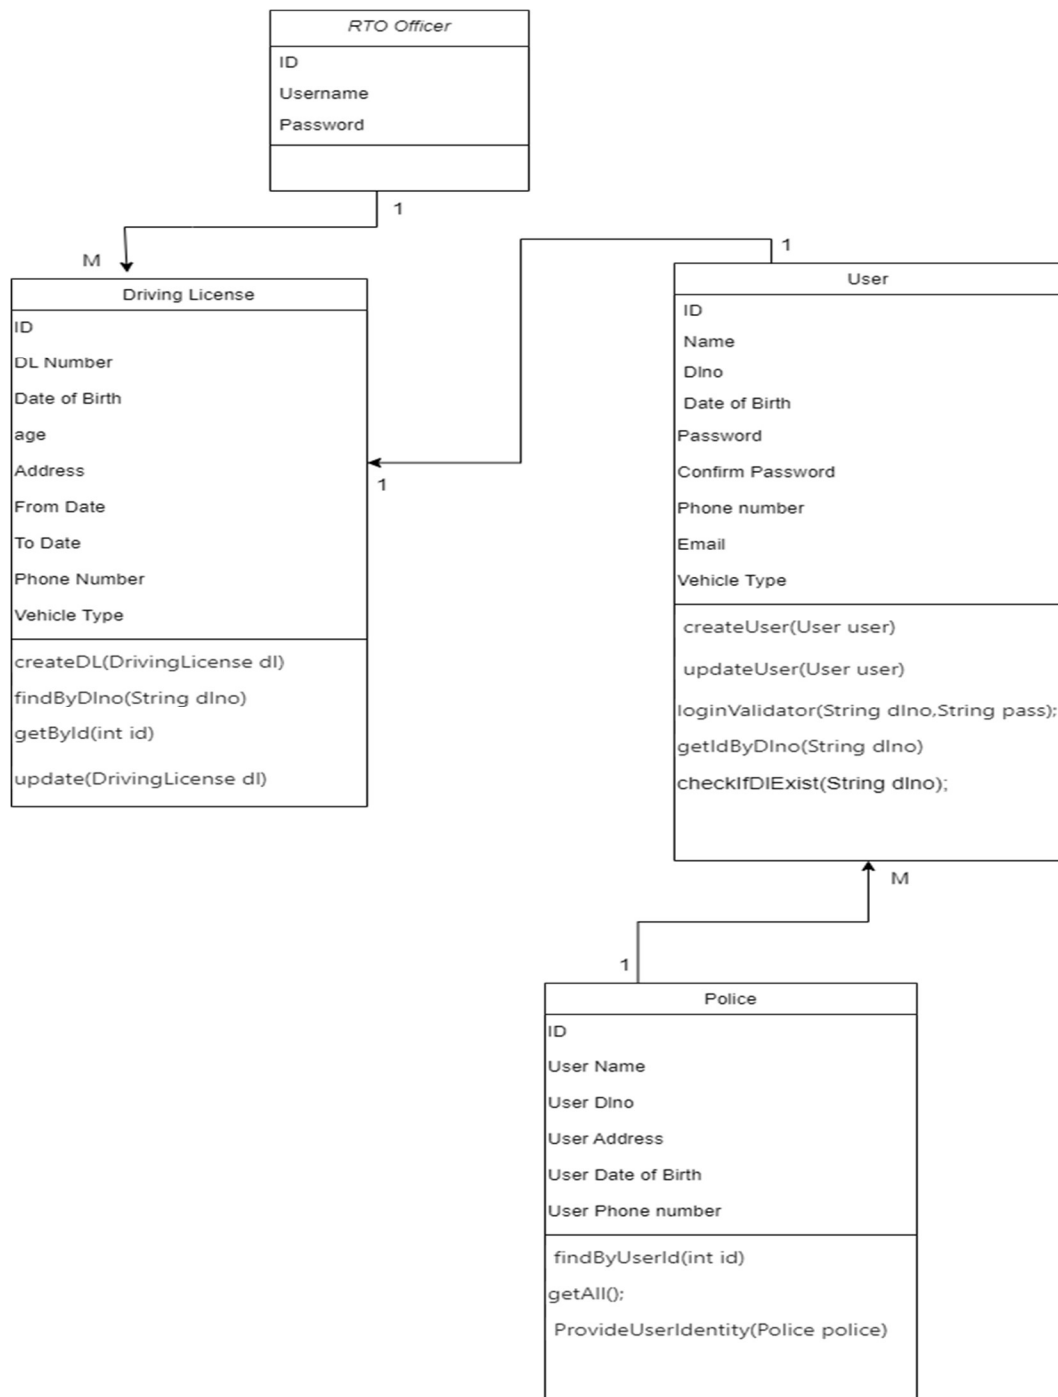 RTO Officer
ID
Username
Password
1
M
Driving License
ID
DL Number
Date of Birth
age
Address
From Date
To Date
Phone Number
Vehicle Type
createDL(DrivingLicense dl)
findByDlno(String dlno)
getById(int id)
update(DrivingLicense dl)
1
1
User
ID
Name
Dlno
Date of Birth
Password
Confirm Password
Phone number
Email
Vehicle Type
createUser(User user)
updateUser(User user)
loginValidator(String dlno,String pass);
getIdByDlno(String dlno)
checkIfDlExist(String dlno);
M
1
Police
ID
User Name
User Dlno
User Address
User Date of Birth
User Phone number
findByUserId(int id)
getAll();
ProvideUserIdentity(Police police)